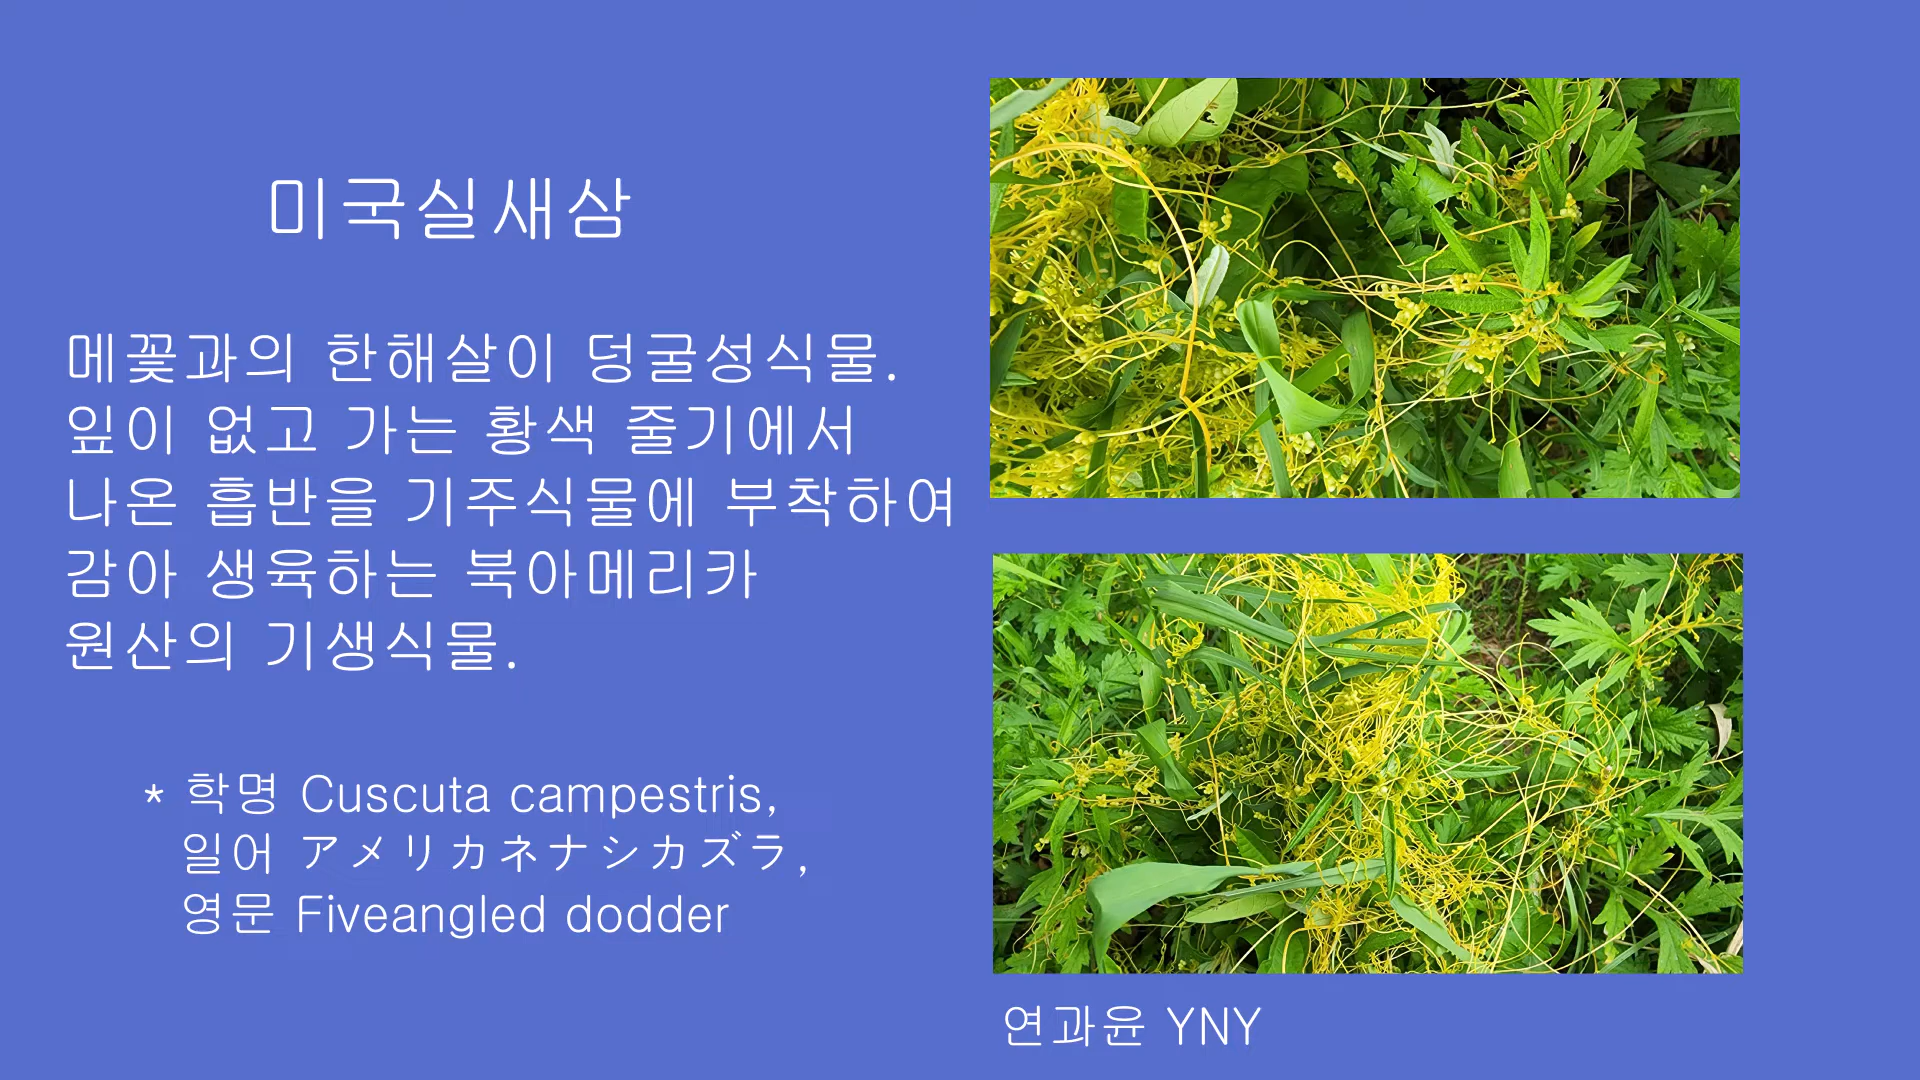 미국실새삼
메꽃과의 한해살이 덩굴성식물.
잎이 없고 가는 황색 줄기에서
나온 흡반을 기주식물에 부착하여
감아 생육하는 북아메리카
원산의 기생식물.
* 학명 Cuscuta campestris,
일어 アメリカネナシカズラ,
영문 Fiveangled dodder
연과윤 YNY